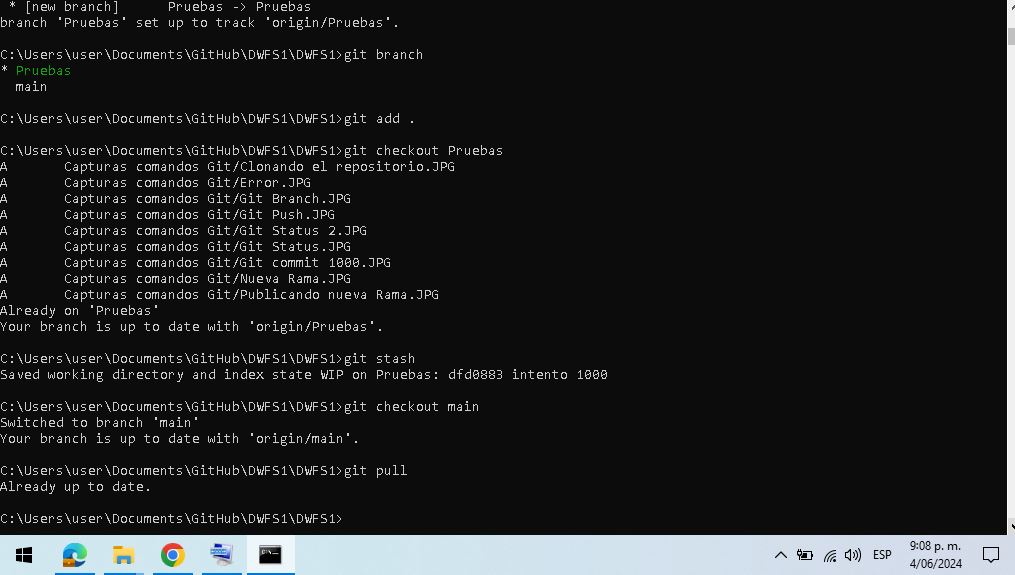 * [new branch]      Pruebas -> Pruebas
branch 'Pruebas' set up to track 'origin/Pruebas'.
C:\Users\user\Documents\GitHub\DWFS1\DWFS1>git branch
* Pruebas
main
C:\Users\user\Documents\GitHub\DWFS1\DWFS1>git add .
C:\Users\user\Documents\GitHub\DWFS1\DWFS1>git checkout Pruebas
A       Capturas comandos Git/Clonando el repositorio.JPG
A       Capturas comandos Git/Error.JPG
A       Capturas comandos Git/Git Branch.JPG
A       Capturas comandos Git/Git Push.JPG
A       Capturas comandos Git/Git Status 2.JPG
A       Capturas comandos Git/Git Status.JPG
A       Capturas comandos Git/Git commit 1000.JPG
A       Capturas comandos Git/Nueva Rama.JPG
A       Capturas comandos Git/Publicando nueva Rama.JPG
Already on 'Pruebas'
Your branch is up to date with 'origin/Pruebas'.
C:\Users\user\Documents\GitHub\DWFS1\DWFS1>git stash
Saved working directory and index state WIP on Pruebas: dfd0883 intento 1000
C:\Users\user\Documents\GitHub\DWFS1\DWFS1>git checkout main
Switched to branch 'main'
Your branch is up to date with 'origin/main'.
C:\Users\user\Documents\GitHub\DWFS1\DWFS1>git pull
Already up to date.
C:\Users\user\Documents\GitHub\DWFS1\DWFS1>
ESP
9:08 p. m.
4/06/2024